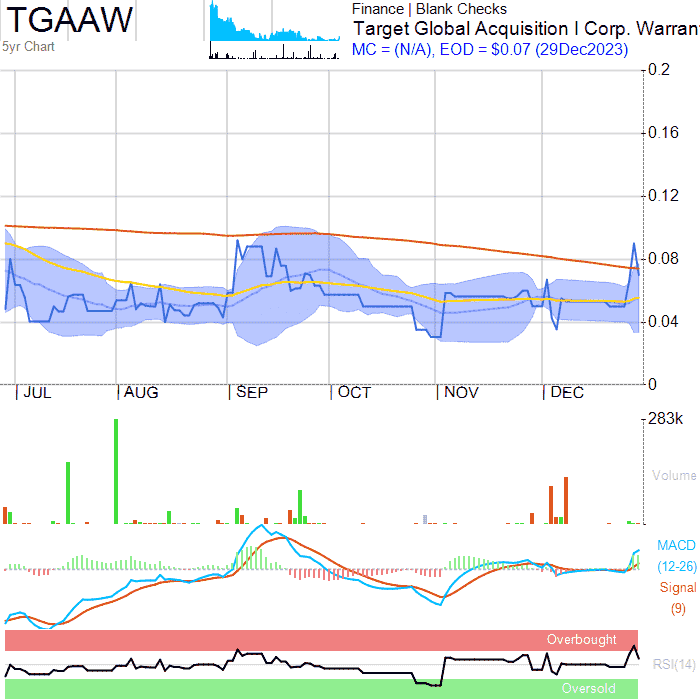 TGAAW
5yr Chart
Finance | Blank Checks
Target Global Acquisition I Corp. Warran
MC = (N/A), EOD = $0.07 (29Dec2023)
0.2
0.16
0.12
0.08
0.04
0
JUL AUG SEP OCT NOV DEC
283k
Volume
MACD
(12-26)
Signal
(9)
Overbought
RSI(14)
Oversold